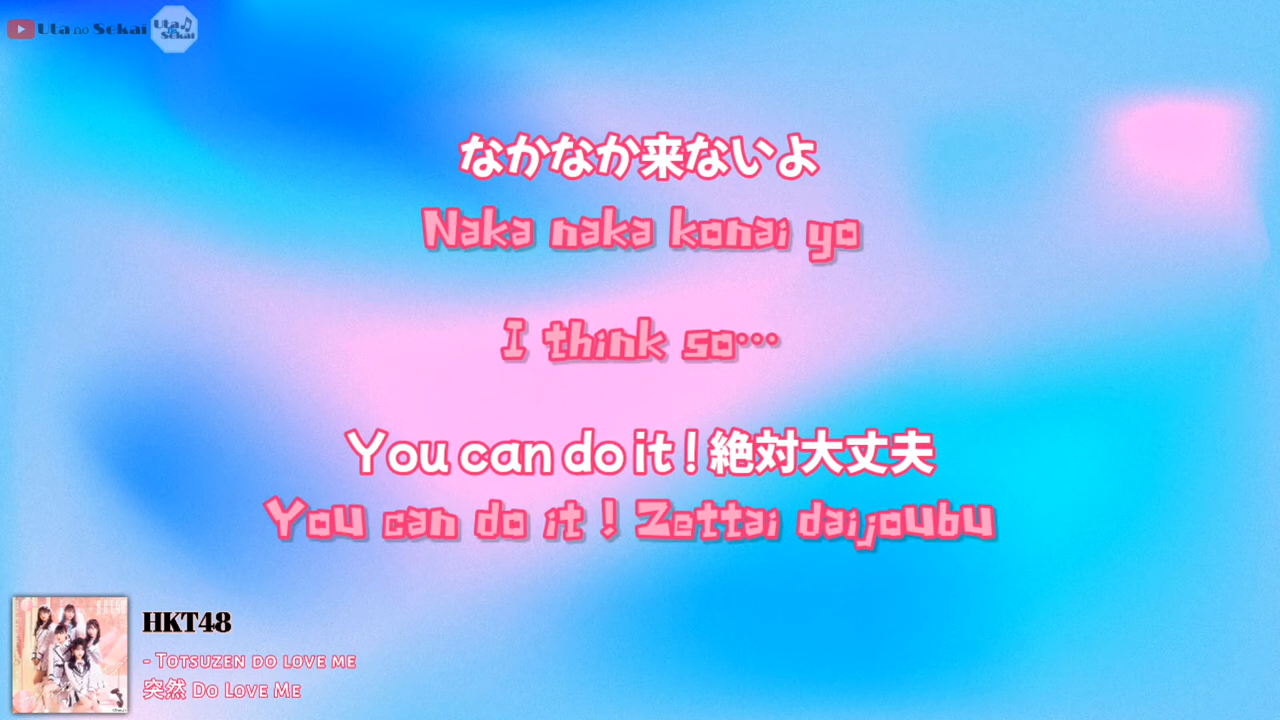 Uta no Sekai
Uta no Sekai
なかなか来ないよ
Naka naka konai yo
I think so…
You can do it ! 絶対大丈夫
You can do it ! Zettai daijoubu
HKT48
- Totsuzen do love me
突然 Do Love Me